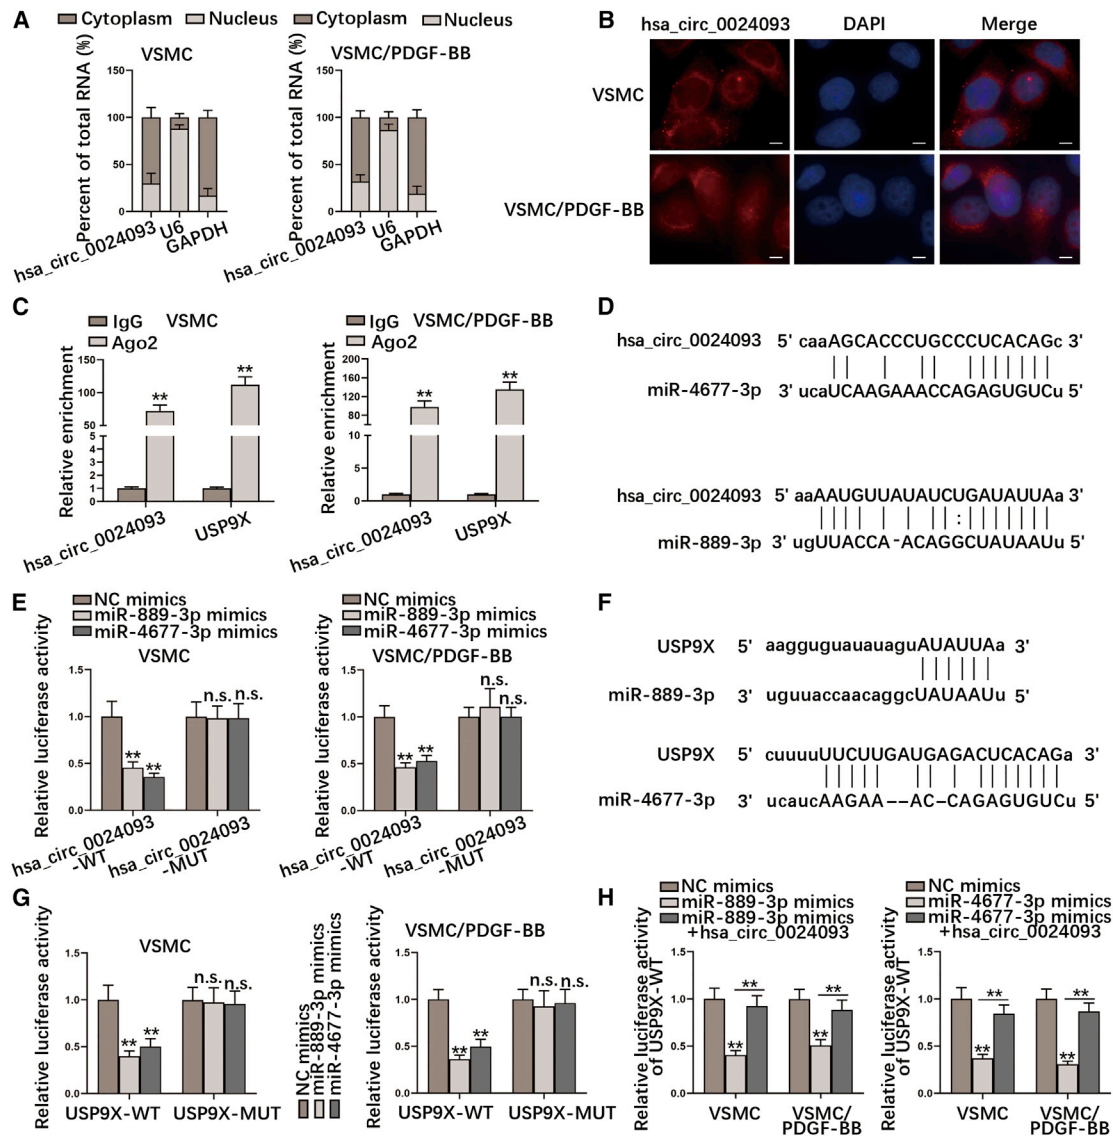 A
Cytoplasm Nucleus Cytoplasm Nucleus
VSMC
Percent of total RNA (%)
150
100
50
0
hsa_circ_0024093
U6
GAPDH
VSMC/PDGF-BB
Percent of total RNA (%)
150
100
50
0
hsa_circ_0024093
U6
GAPDH
B
hsa_circ_0024093 DAPI Merge
VSMC
VSMC/PDGF-BB
C
IgG
Ago2
VSMC
Relative enrichment
150
100
50
5
4
3
2
1
0
**
**
hsa_circ_0024093
USP9X
IgG
Ago2
VSMC/PDGF-BB
Relative enrichment
200
160
120
80
10
5
0
**
**
hsa_circ_0024093
USP9X
D
hsa_circ_0024093 5' caaAGCACCCUGCCCUCACAGc 3'
miR-4677-3p 3' ucaUCAAGAAACCAGAGUGUCu 5'
hsa_circ_0024093 5' aaAAUGUUAUAUCUGAUAUUAa 3'
:
miR-889-3p 3' ugUUACCA-ACAGGCUAUAAUu 5'
E
NC mimics
miR-889-3p mimics
miR-4677-3p mimics
VSMC
Relative luciferase activity
1.5
1.0
0.5
0.0
**
**
n.s.
n.s.
hsa_circ_0024093
-WT
hsa_circ_0024093
-MUT
NC mimics
miR-889-3p mimics
miR-4677-3p mimics
VSMC/PDGF-BB
Relative luciferase activity
1.5
1.0
0.5
0.0
**
**
n.s.
n.s.
hsa_circ_0024093
-WT
hsa_circ_0024093
-MUT
F
USP9X 5' aagguguauauaguAUAUUAa 3'
miR-889-3p 3' uguuaccaacaggcUAUAAUu 5'
USP9X 5' cuuuuUUCUUGAUGAGACUCACAGa 3'
miR-4677-3p 3' ucaucAAGAA--AC-CAGAGUGUCu 5'
G
VSMC
Relative luciferase activity
1.5
1.0
0.5
0.0
**
**
n.s.
n.s.
USP9X-WT USP9X-MUT
NC mimics
miR-889-3p mimics
miR-4677-3p mimics
VSMC/PDGF-BB
Relative luciferase activity
1.5
1.0
0.5
0.0
**
**
n.s.
n.s.
USP9X-WT USP9X-MUT
H
NC mimics
miR-889-3p mimics
miR-889-3p mimics
+hsa_circ_0024093
Relative luciferase activity
of USP9X-WT
1.5
1.0
0.5
0.0
**
**
**
**
VSMC
VSMC/
PDGF-BB
NC mimics
miR-4677-3p mimics
miR-4677-3p mimics
+hsa_circ_0024093
Relative luciferase activity
of USP9X-WT
1.5
1.0
0.5
0.0
**
**
**
**
VSMC
VSMC/
PDGF-BB